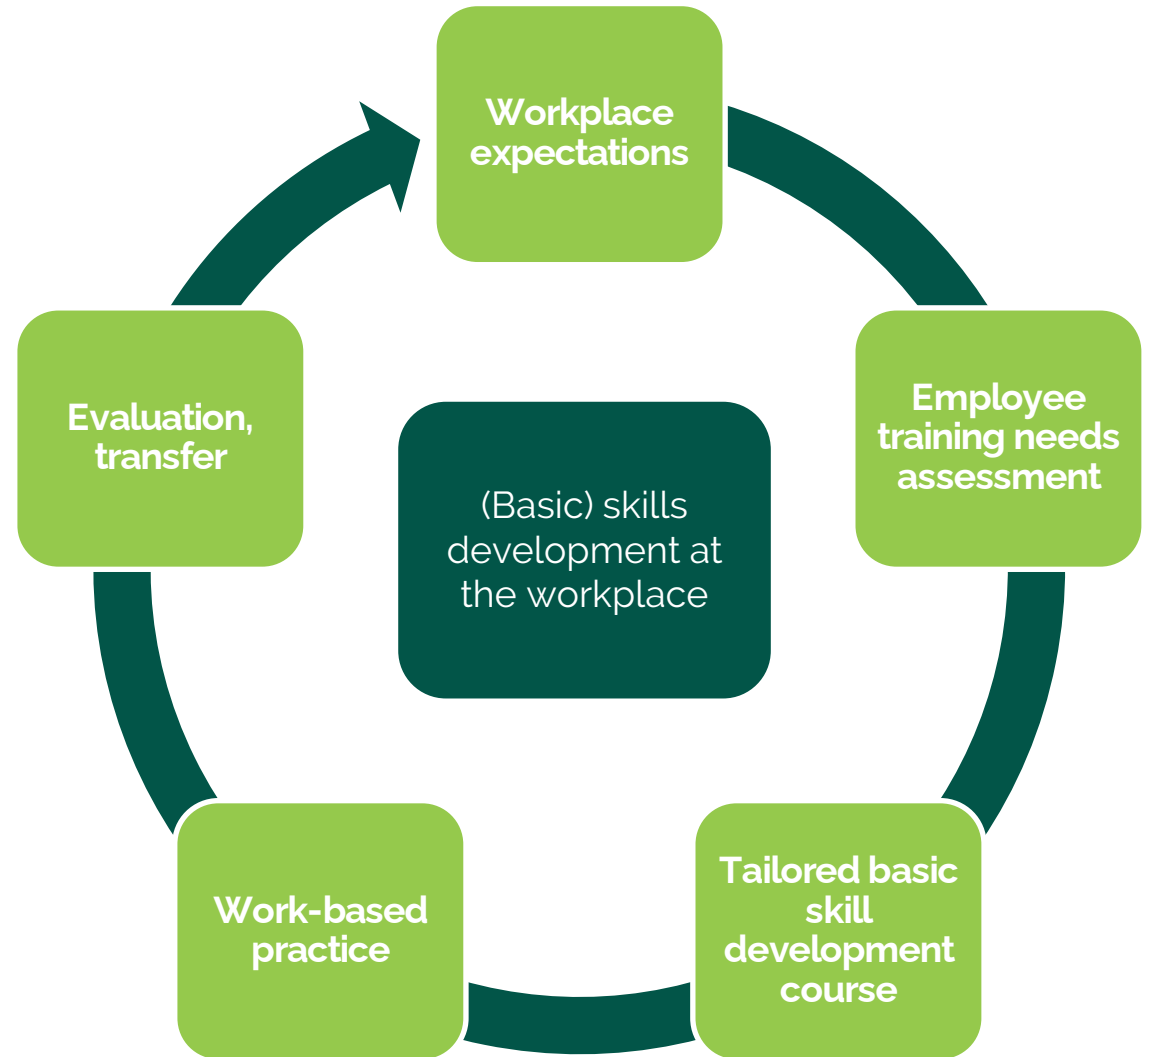 Workplace
expectations
Employee
training needs
assessment
Tailored basic
skill
development
course
Work-based
practice
Evaluation,
transfer
(Basic) skills
development at
the workplace